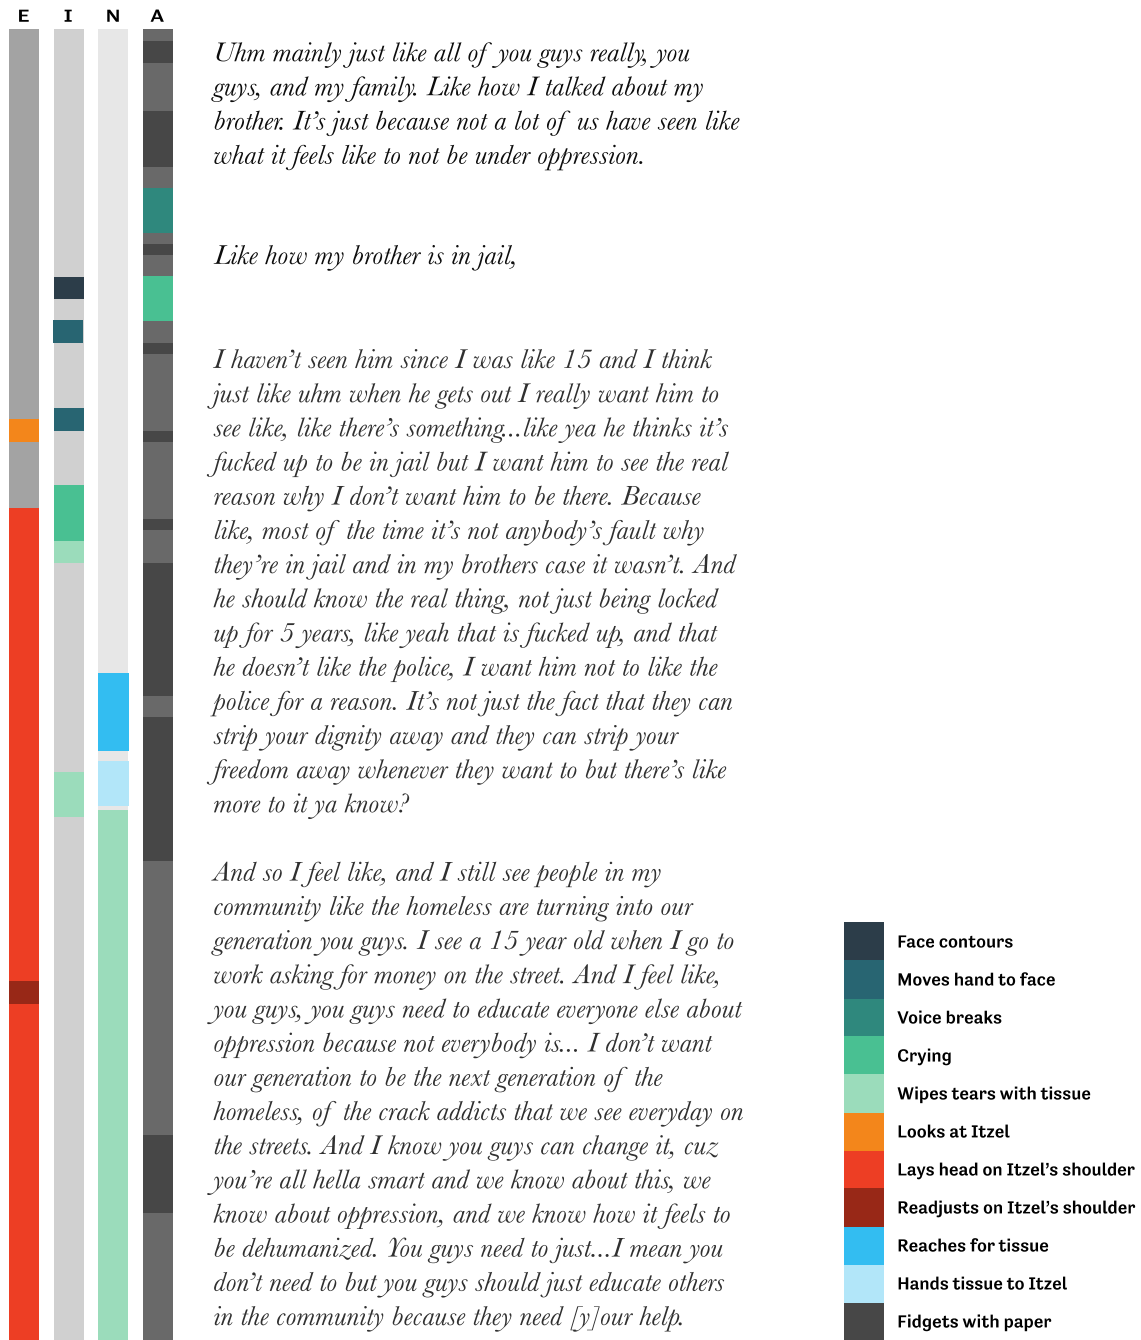 E I N A
Uhm mainly just like all of you guys really, you
guys, and my family. Like how I talked about my
brother. It's just because not a lot of us have seen like
what it feels like to not be under oppression.
Like how my brother is in jail,
I haven't seen him since I was like 15 and I think
just like uhm when he gets out I really want him to
see like, like there's something...like yea he thinks it's
fucked up to be in jail but I want him to see the real
reason why I don't want him to be there. Because
like, most of the time it's not anybody's fault why
they're in jail and in my brothers case it wasn't. And
he should know the real thing, not just being locked
up for 5 years, like yeah that is fucked up, and that
he doesn't like the police, I want him not to like the
police for a reason. It's not just the fact that they can
strip your dignity away and they can strip your
freedom away whenever they want to but there's like
more to it ya know?
And so I feel like, and I still see people in my
community like the homeless are turning into our
generation you guys. I see a 15 year old when I go to
work asking for money on the street. And I feel like,
you guys, you guys need to educate everyone else about
oppression because not everybody is... I don't want
our generation to be the next generation of the
homeless, of the crack addicts that we see everyday on
the streets. And I know you guys can change it, cuz
you're all hella smart and we know about this, we
know about oppression, and we know how it feels to
be dehumanized. You guys need to just...I mean you
don't need to but you guys should just educate others
in the community because they need [y]our help.
Face contours
Moves hand to face
Voice breaks
Crying
Wipes tears with tissue
Looks at Itzel
Lays head on Itzel's shoulder
Readjusts on Itzel's shoulder
Reaches for tissue
Hands tissue to Itzel
Fidgets with paper